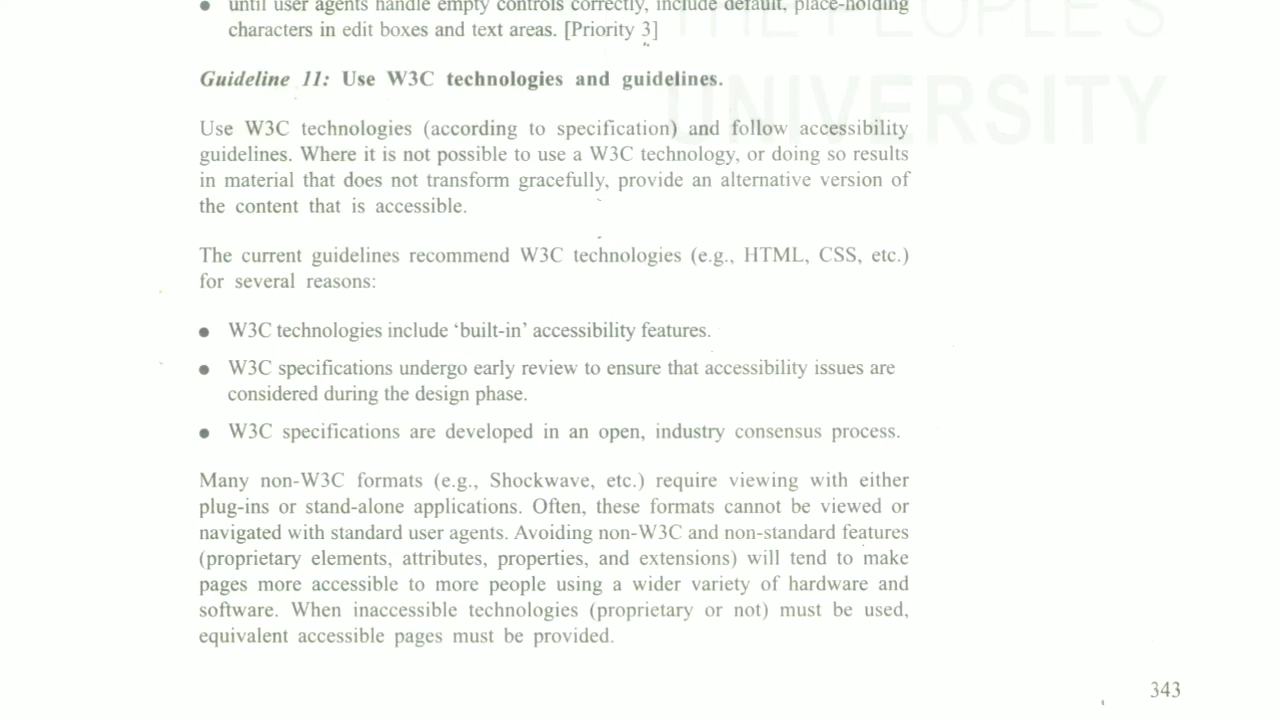 until user agents handle empty controls correctly, include default, place-holding
characters in edit boxes and text areas. [Priority 3]
THE PEOPLE'S
UNIVERSITY
Guideline 11: Use W3C technologies and guidelines.
Use W3C technologies (according to specification) and follow accessibility
guidelines. Where it is not possible to use a W3C technology, or doing so results
in material that does not transform gracefully, provide an alternative version of
the content that is accessible.
The current guidelines recommend W3C technologies (e.g., HTML, CSS, etc.)
for several reasons:
● W3C technologies include ‘built-in’ accessibility features.
● W3C specifications undergo early review to ensure that accessibility issues are
considered during the design phase.
● W3C specifications are developed in an open, industry consensus process.
Many non-W3C formats (e.g., Shockwave, etc.) require viewing with either
plug-ins or stand-alone applications. Often, these formats cannot be viewed or
navigated with standard user agents. Avoiding non-W3C and non-standard features
(proprietary elements, attributes, properties, and extensions) will tend to make
pages more accessible to more people using a wider variety of hardware and
software. When inaccessible technologies (proprietary or not) must be used,
equivalent accessible pages must be provided.
343